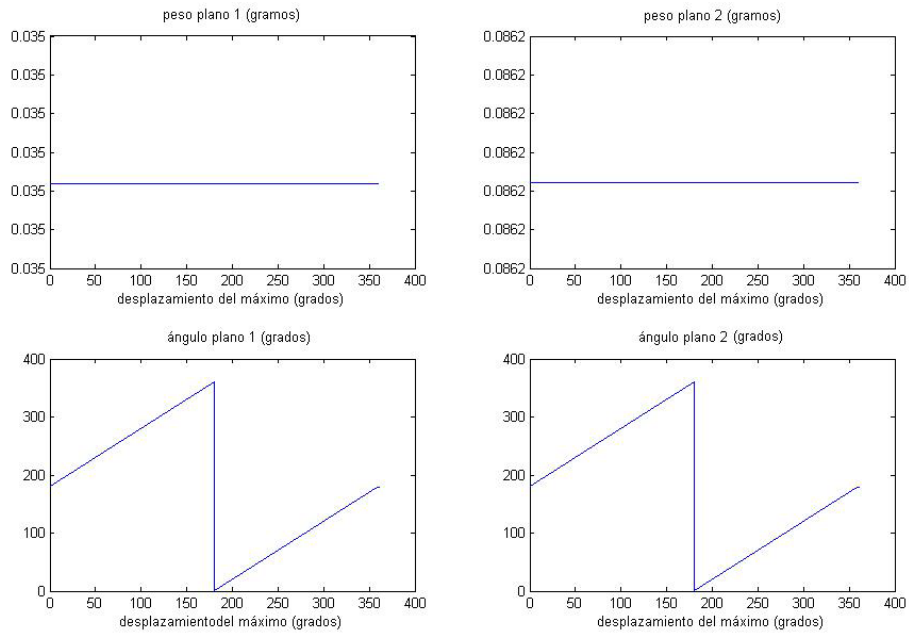 peso plano 1 (gramos)
0.035
0.035
0.035
0.035
0.035
0.035
0.035
0 50 100 150 200 250 300 350 400
desplazamiento del máximo (grados)
peso plano 2 (gramos)
0.0862
0.0862
0.0862
0.0862
0.0862
0.0862
0.0862
0 50 100 150 200 250 300 350 400
desplazamiento del máximo (grados)
ángulo plano 1 (grados)
400
300
200
100
0
0 50 100 150 200 250 300 350 400
desplazamientodel máximo (grados)
ángulo plano 2 (grados)
400
300
200
100
0
0 50 100 150 200 250 300 350 400
desplazamiento del máximo (grados)